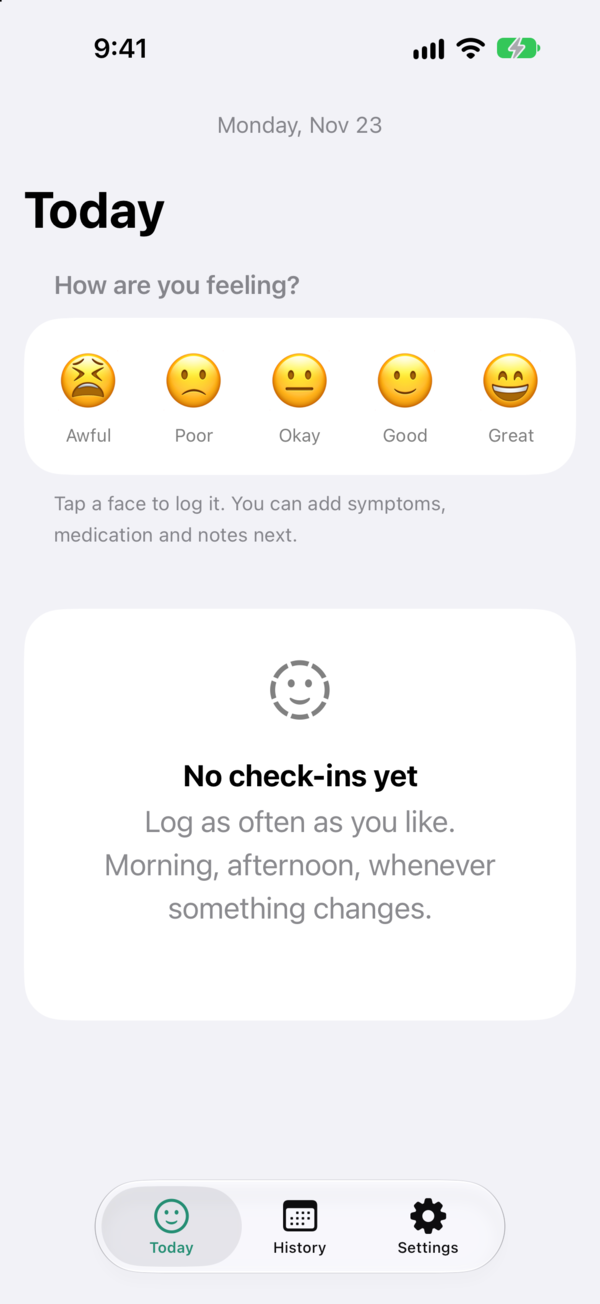 9:41
Monday, Nov 23
Today
How are you feeling?
Awful Poor Okay Good Great
Tap a face to log it. You can add symptoms,
medication and notes next.
No check-ins yet
Log as often as you like.
Morning, afternoon, whenever
something changes.
Today History Settings